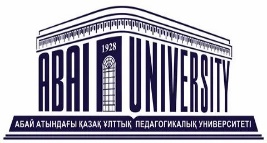 1928
ABAI UNIVERSITY
АБАЙ АТЫНДАҒЫ ҚАЗАҚ ҰЛТТЫҚ ПЕДАГОГИКАЛЫҚ УНИВЕРСИТЕТІ